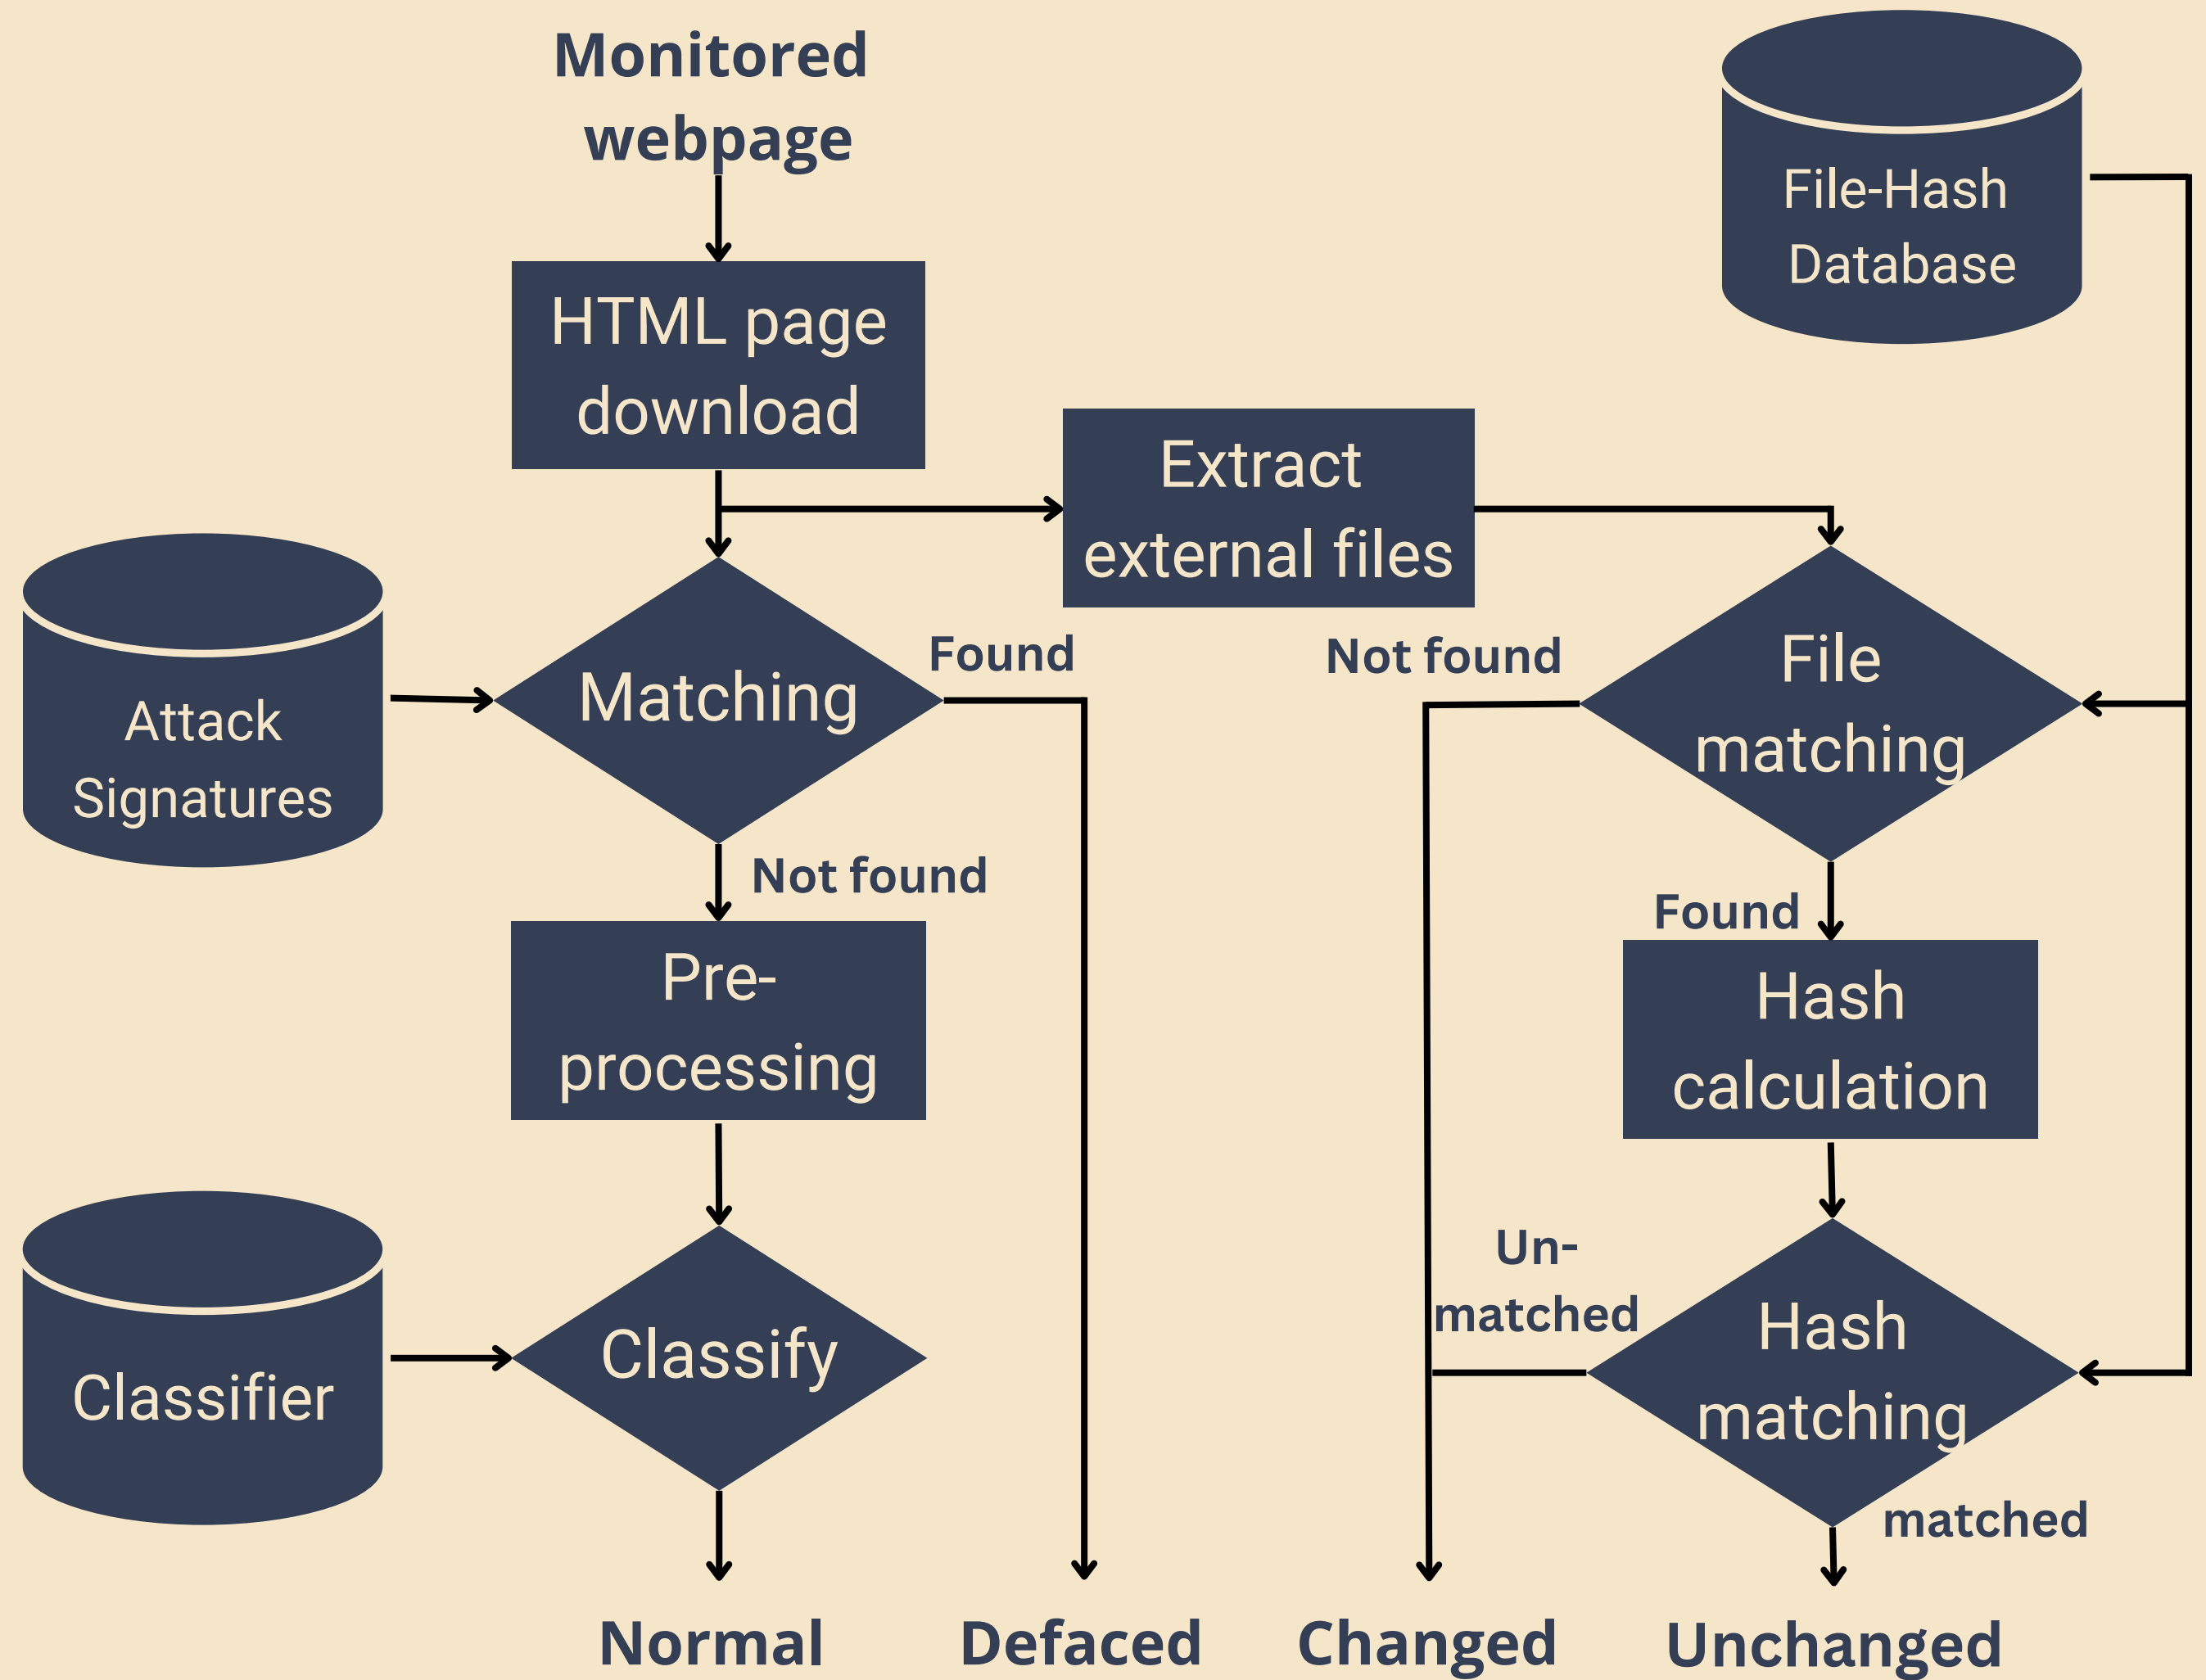 Monitored
webpage
File-Hash
Database
HTML page
download
Extract
external files
Attack
Signatures
Matching
Found
Not found
File
matching
Not found
Found
Pre-
processing
Hash
calculation
Classifier
Classify
Un-
matched
Hash
matching
matched
Normal
Defaced
Changed
Unchanged